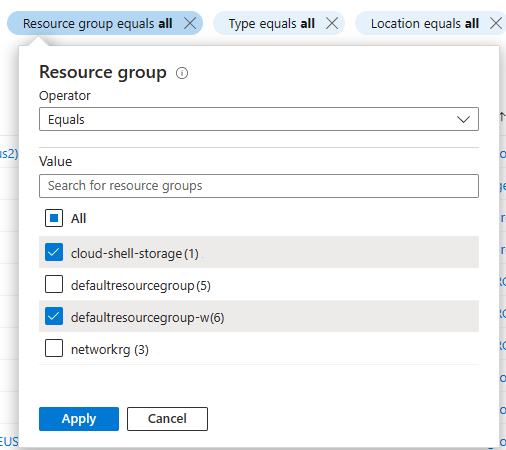 Resource group equals all
Type equals all
Location equals all
Resource group
Operator
Equals
Value
Search for resource groups
All
us2)
cloud-shell-storage (1)
defaultresourcegroup (5)
defaultresourcegroup-w(6)
networkrg (3)
Apply
Cancel
EUS